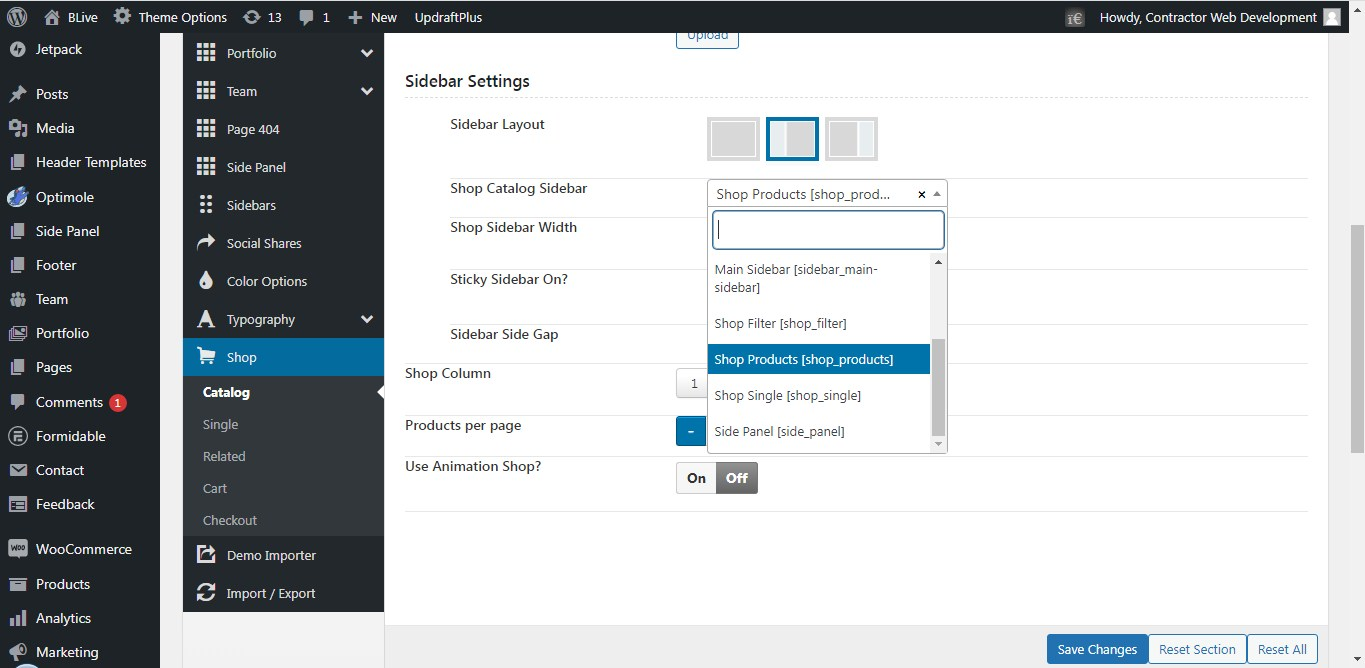 BLive Theme Options 13 1 New UpdraftPlus iE Howdy, Contractor Web Development
Jetpack
Posts
Media
Header Templates
Optimole
Side Panel
Footer
Team
Portfolio
Pages
Comments 1
Formidable
Contact
Feedback
Woo WooCommerce
Products
Analytics
Marketing
Portfolio
Team
Page 404
Side Panel
Sidebars
Social Shares
Color Options
Typography
Shop
Catalog
Single
Related
Cart
Checkout
Demo Importer
Import / Export
Upload
Sidebar Settings
Sidebar Layout
Shop Catalog Sidebar
Shop Products [shop_prod... ×
Main Sidebar [sidebar_main-
sidebar]
Shop Filter [shop_filter]
Shop Products [shop_products]
Shop Single [shop_single]
Side Panel [side_panel]
Shop Sidebar Width
Sticky Sidebar On?
Sidebar Side Gap
Shop Column
1
Products per page
-
Use Animation Shop?
On Off
Save Changes Reset Section Reset All